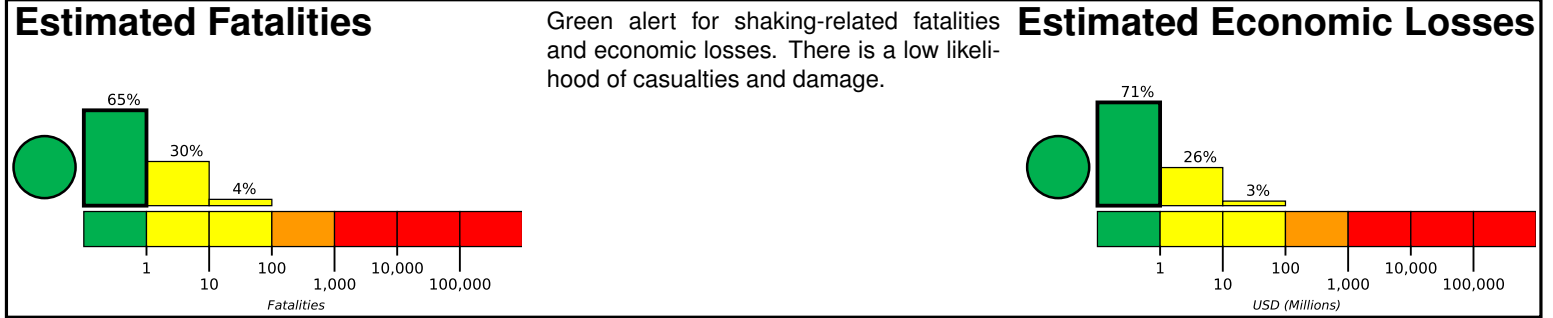 Estimated Fatalities
65%
30%
4%
1
10
100
1,000
10,000
100,000
Fatalities
Green alert for shaking-related fatalities
and economic losses. There is a low likeli-
hood of casualties and damage.
Estimated Economic Losses
71%
26%
3%
1
10
100
1,000
10,000
100,000
USD (Millions)